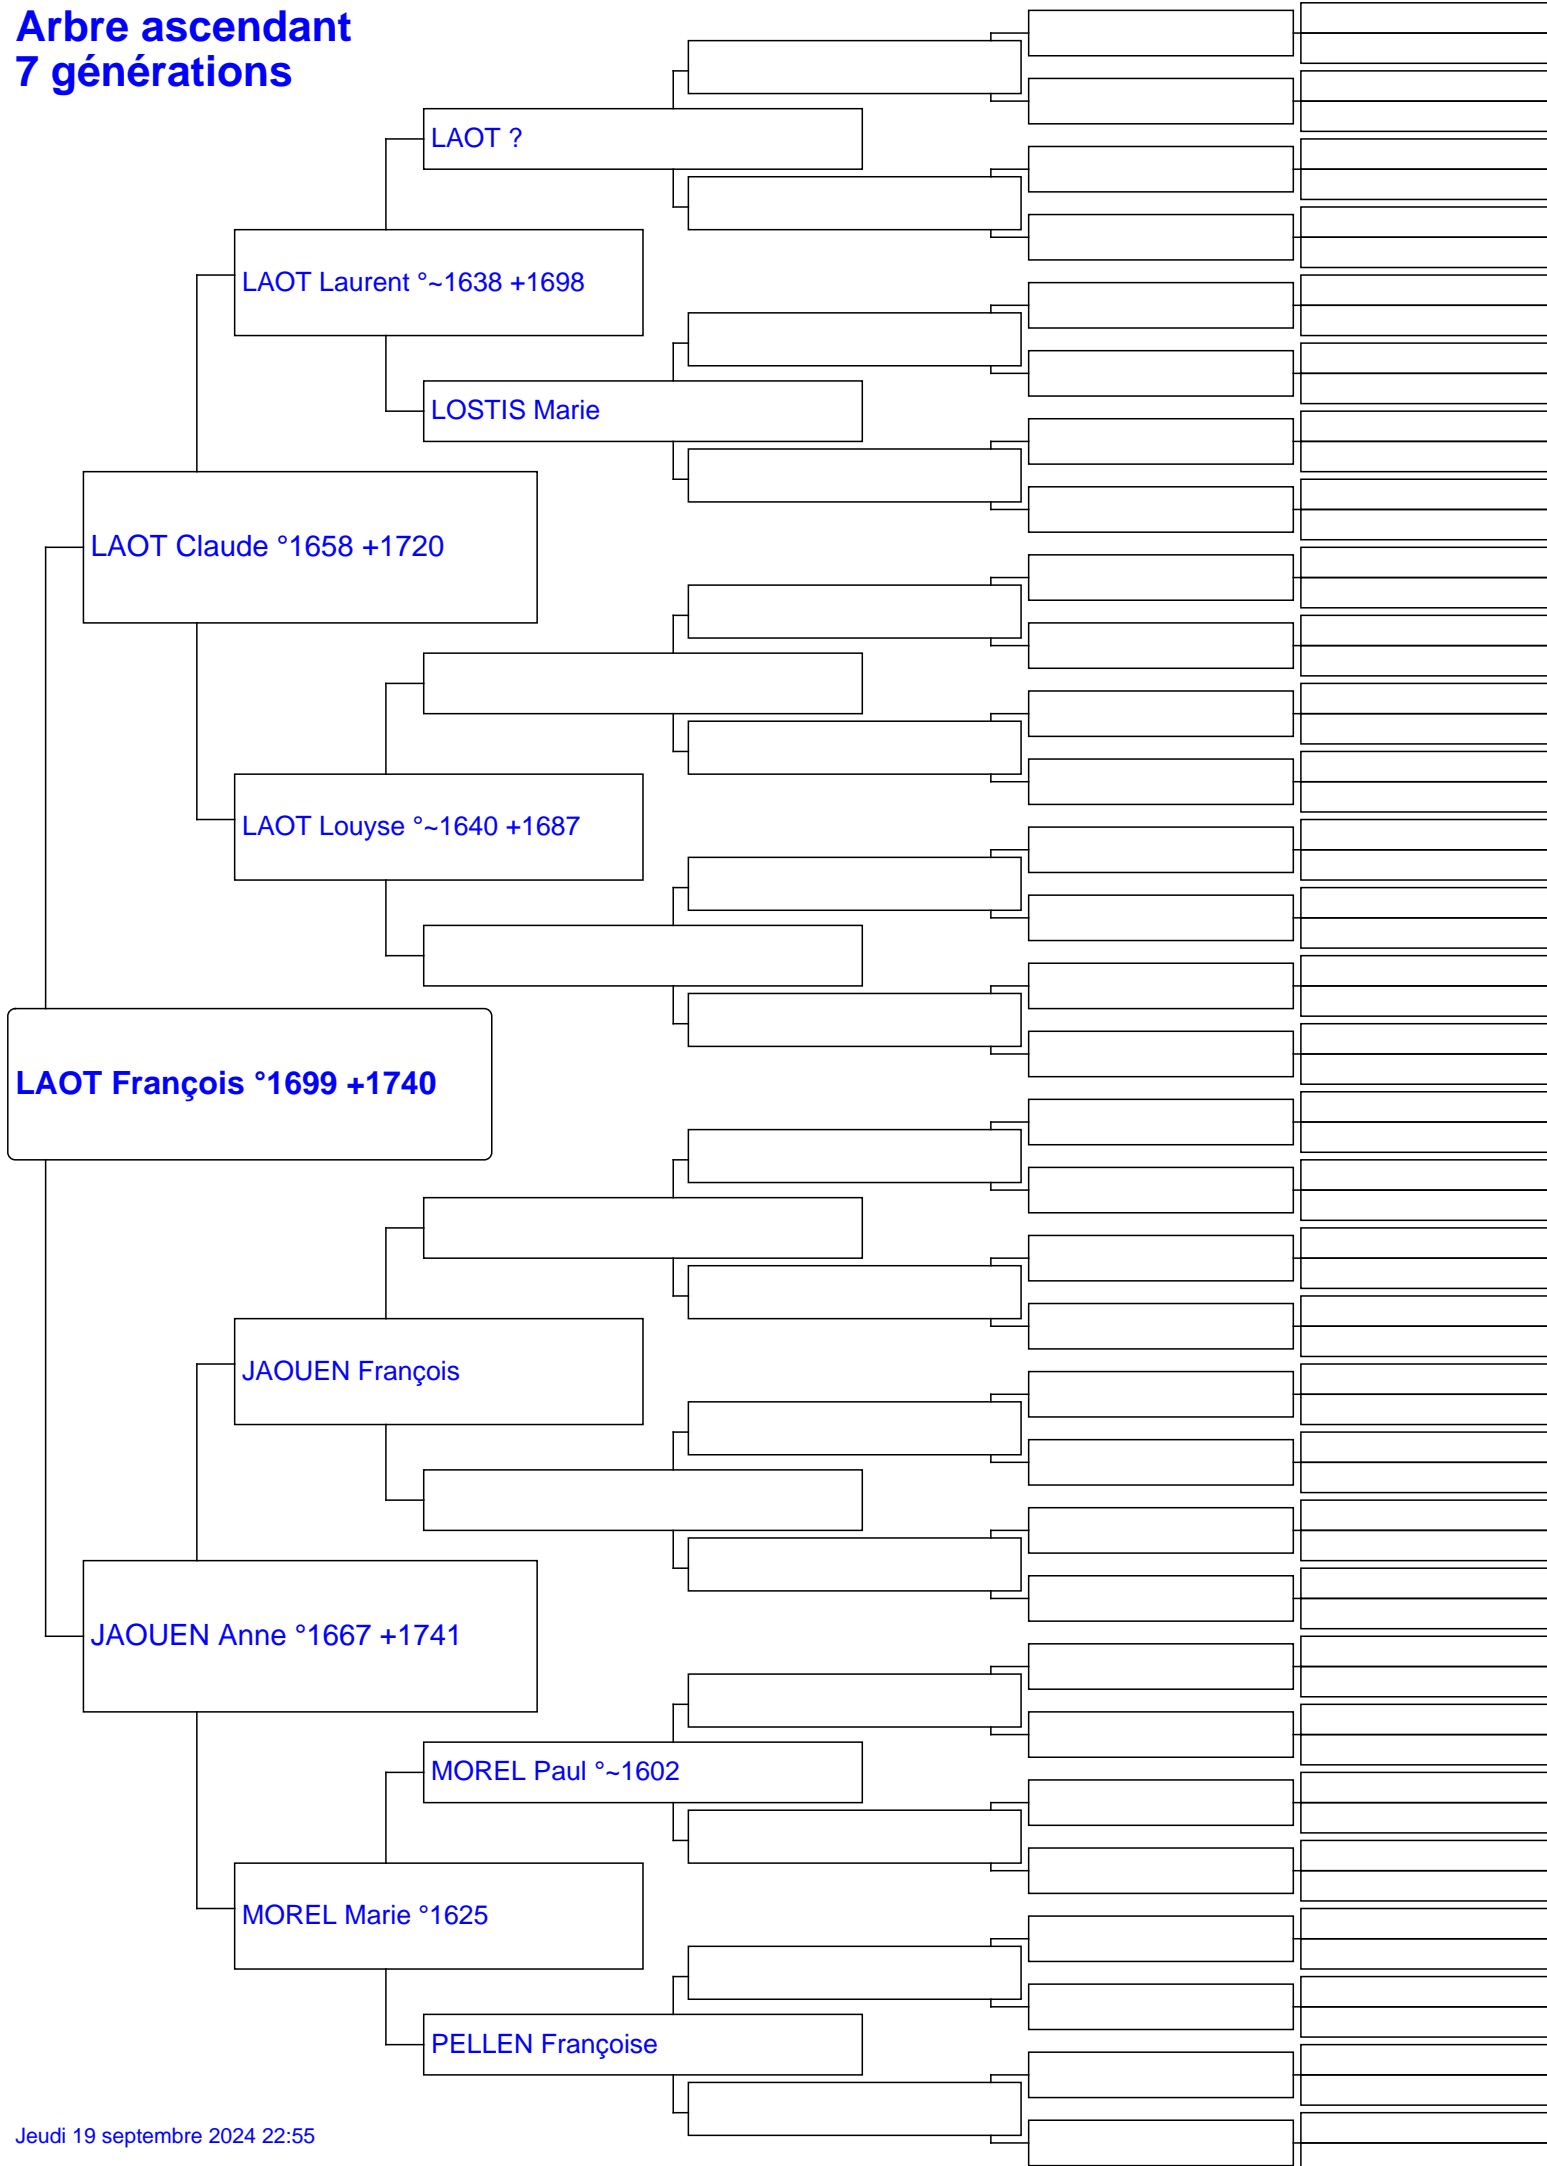 Arbre ascendant
7 générations
LAOT ?
LAOT Laurent °~1638 +1698
LOSTIS Marie
LAOT Claude °1658 +1720
LAOT Louyse °~1640 +1687
LAOT François °1699 +1740
JAOUEN François
JAOUEN Anne °1667 +1741
MOREL Paul °~1602
MOREL Marie °1625
PELLEN Françoise
Jeudi 19 septembre 2024 22:55